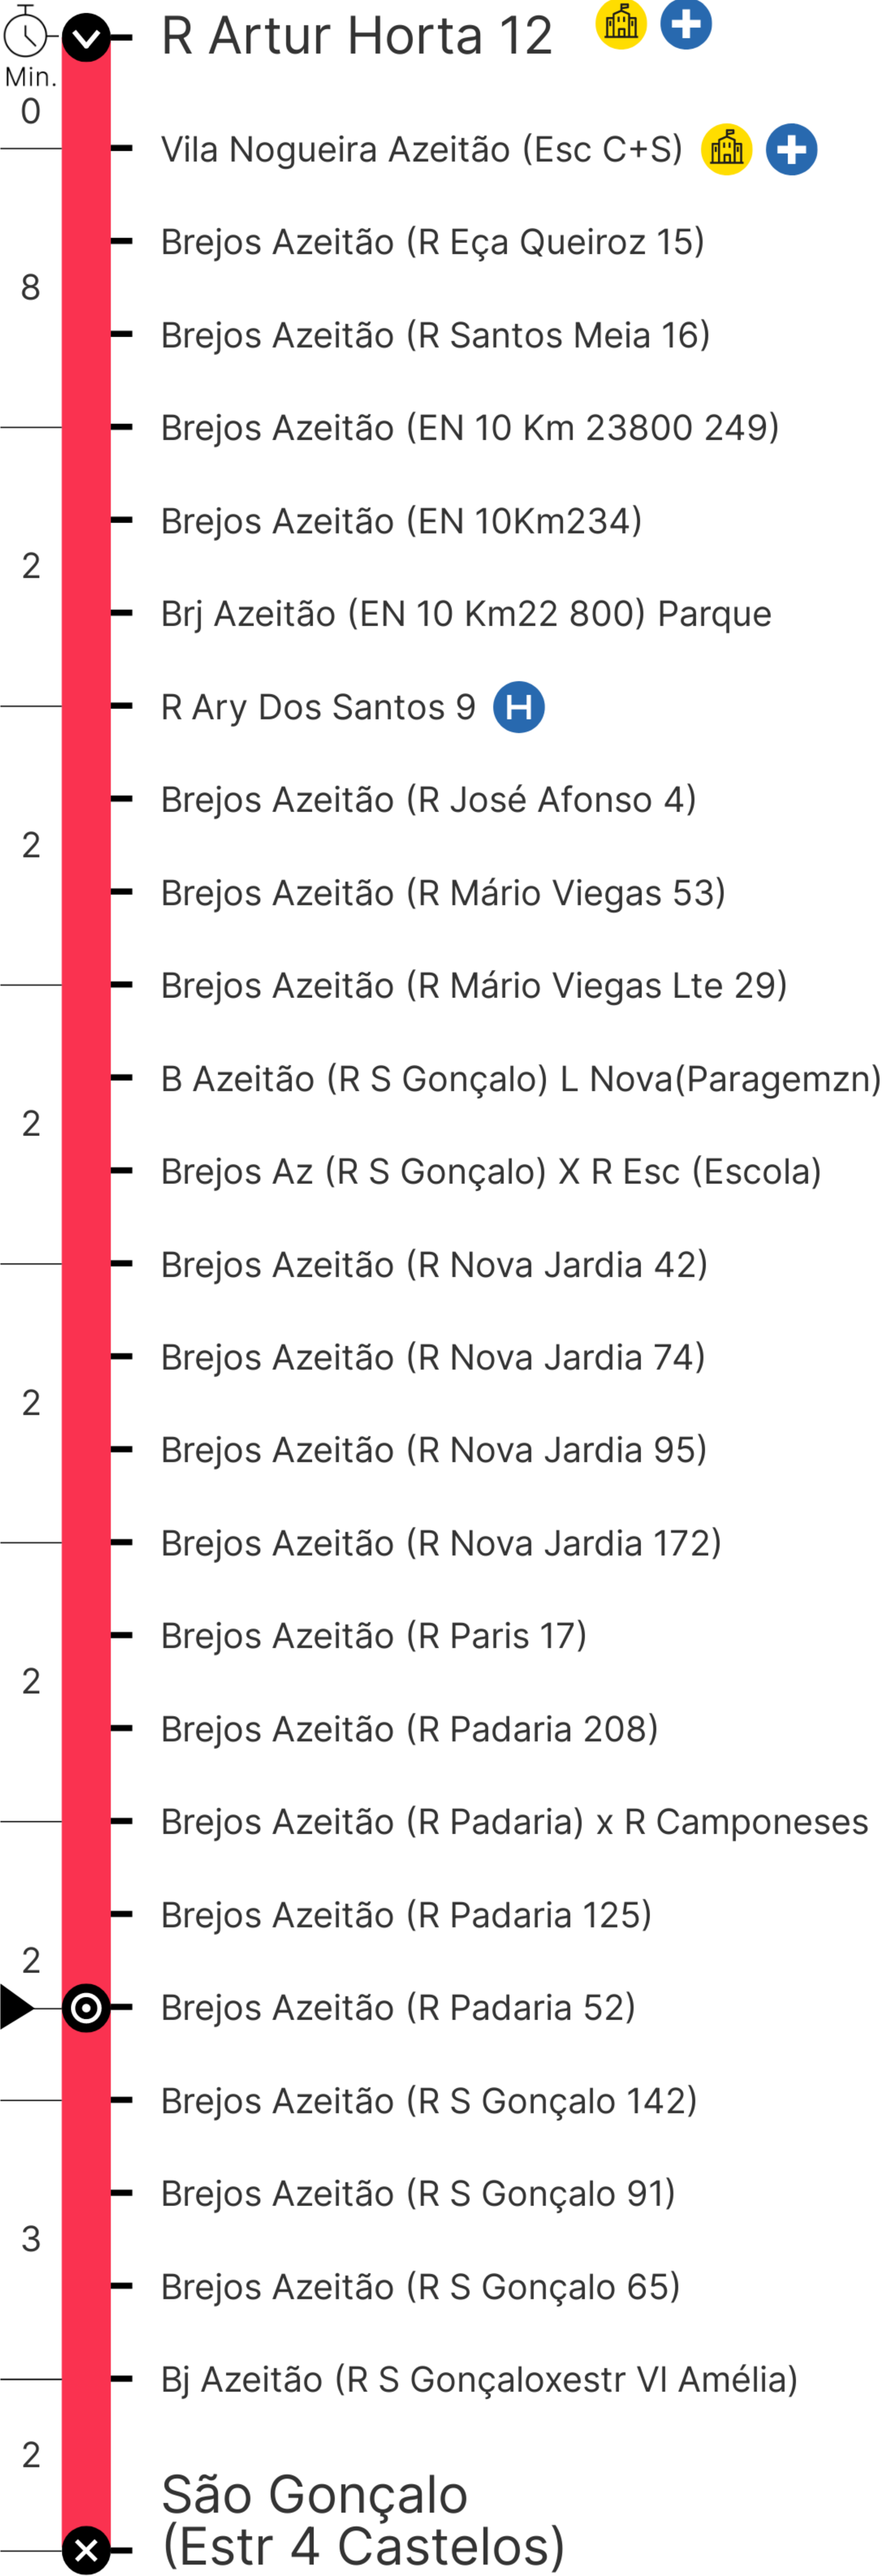 R Artur Horta 12
Min.
0
Vila Nogueira Azeitão (Esc C+S)
Brejos Azeitão (R Eça Queiroz 15)
8
Brejos Azeitão (R Santos Meia 16)
Brejos Azeitão (EN 10 Km 23800 249)
Brejos Azeitão (EN 10Km234)
2
Brj Azeitão (EN 10 Km22 800) Parque
R Ary Dos Santos 9 H
Brejos Azeitão (R José Afonso 4)
2
Brejos Azeitão (R Mário Viegas 53)
Brejos Azeitão (R Mário Viegas Lte 29)
B Azeitão (R S Gonçalo) L Nova(Paragemzn)
2
Brejos Az (R S Gonçalo) X R Esc (Escola)
Brejos Azeitão (R Nova Jardia 42)
Brejos Azeitão (R Nova Jardia 74)
2
Brejos Azeitão (R Nova Jardia 95)
Brejos Azeitão (R Nova Jardia 172)
Brejos Azeitão (R Paris 17)
2
Brejos Azeitão (R Padaria 208)
Brejos Azeitão (R Padaria) x R Camponeses
Brejos Azeitão (R Padaria 125)
2
Brejos Azeitão (R Padaria 52)
Brejos Azeitão (R S Gonçalo 142)
Brejos Azeitão (R S Gonçalo 91)
3
Brejos Azeitão (R S Gonçalo 65)
Bj Azeitão (R S Gonçaloxestr Vl Amélia)
2
São Gonçalo
(Estr 4 Castelos)